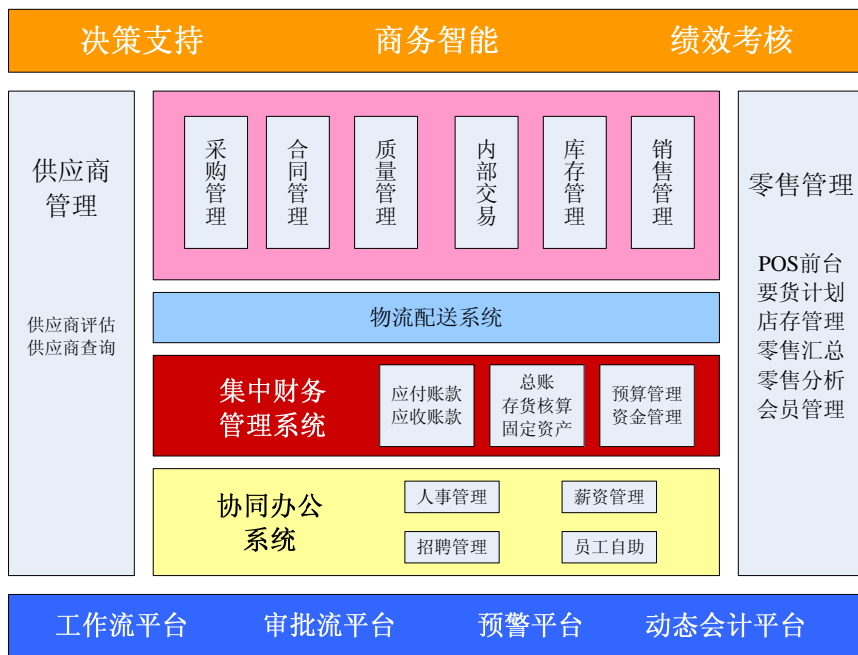 决策支持 商务智能 绩效考核
供应商
管理
供应商评估
供应商查询
采购管理
合同管理
质量管理
内部交易
库存管理
销售管理
物流配送系统
集中财务
管理系统
应付账款
应收账款
总账
存货核算
固定资产
预算管理
资金管理
协同办公
系统
人事管理
薪资管理
招聘管理
员工自助
零售管理
POS前台
要货计划
店存管理
零售汇总
零售分析
会员管理
工作流平台 审批流平台 预警平台 动态会计平台